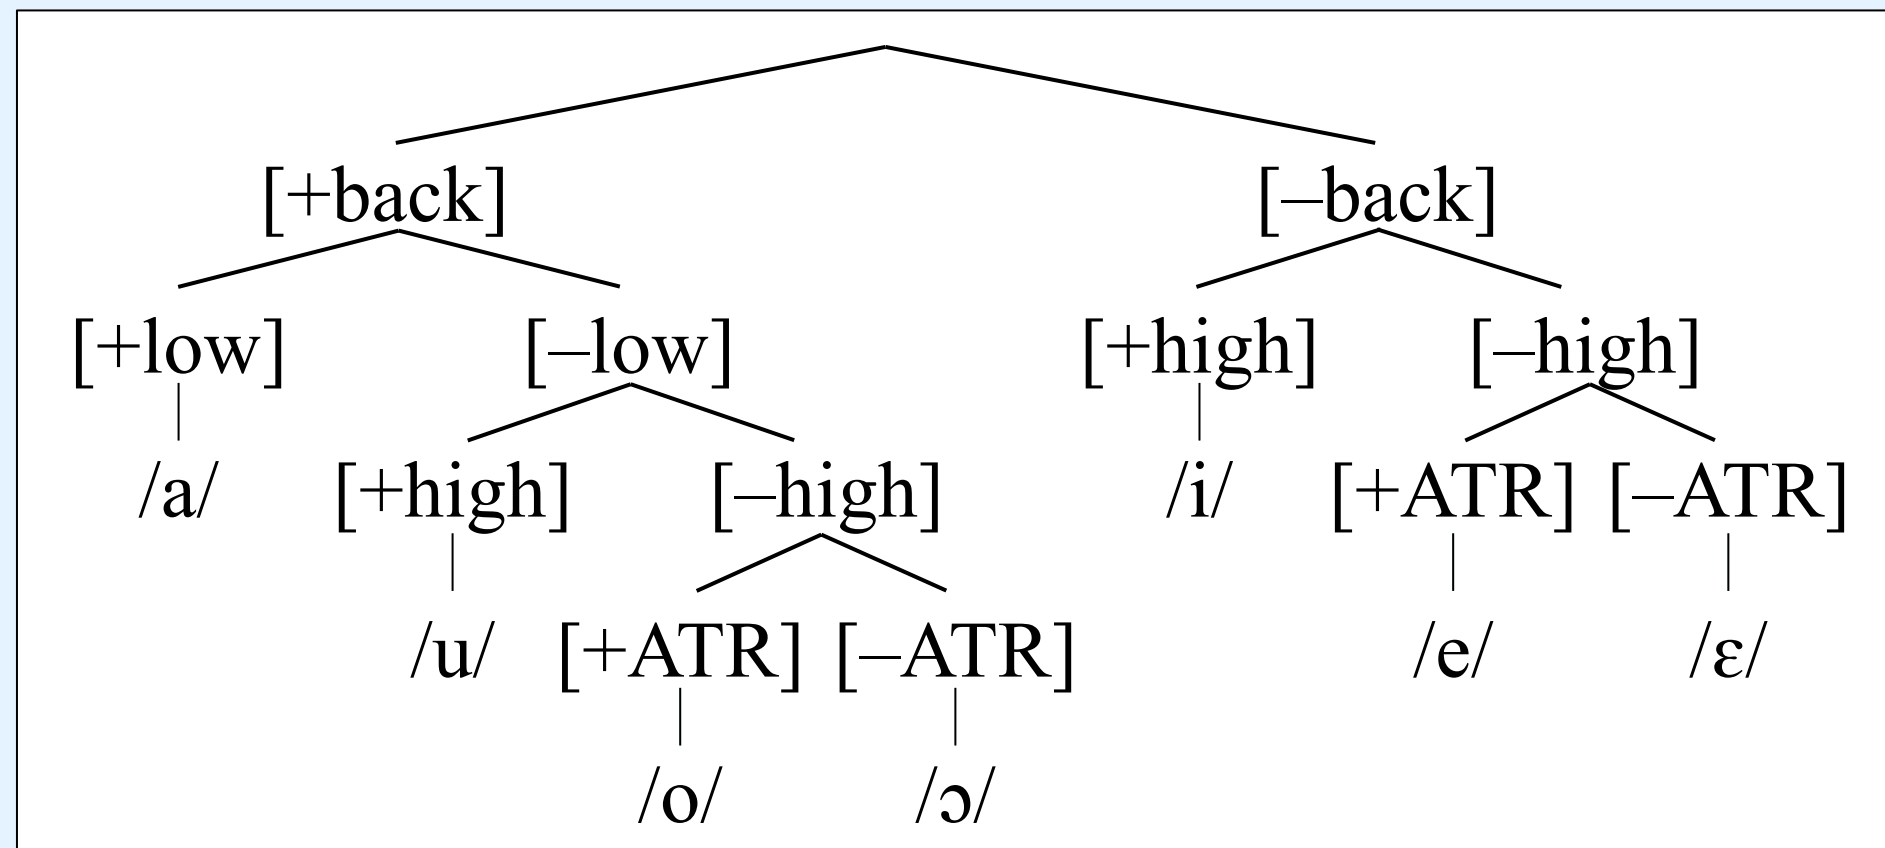 [+back] [–back]
[+low] [–low] [+high] [–high]
/a/ [+high] [–high] /i/ [+ATR] [–ATR]
/u/ [+ATR] [–ATR] /e/ /ɛ/
/o/ /ɔ/